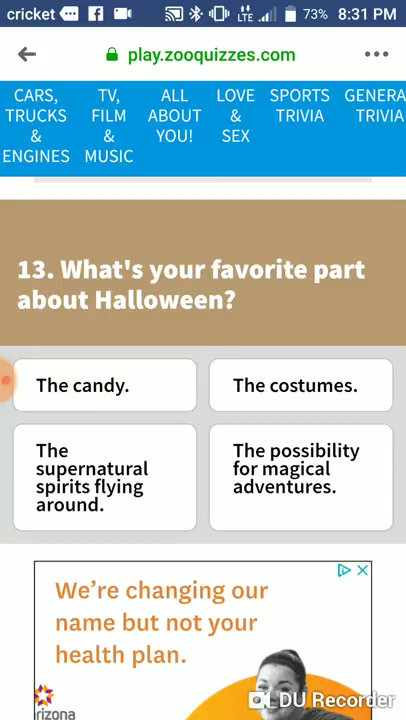 cricket LTE 73% 8:31 PM
play.zooquizzes.com
CARS, TV, ALL LOVE SPORTS GENERA
TRUCKS FILM ABOUT & TRIVIA TRIVIA
& & YOU! SEX
ENGINES MUSIC
13. What's your favorite part
about Halloween?
The candy.
The costumes.
The
supernatural
spirits flying
around.
The possibility
for magical
adventures.
We're changing our
name but not your
health plan.
rizona
DU Recorder